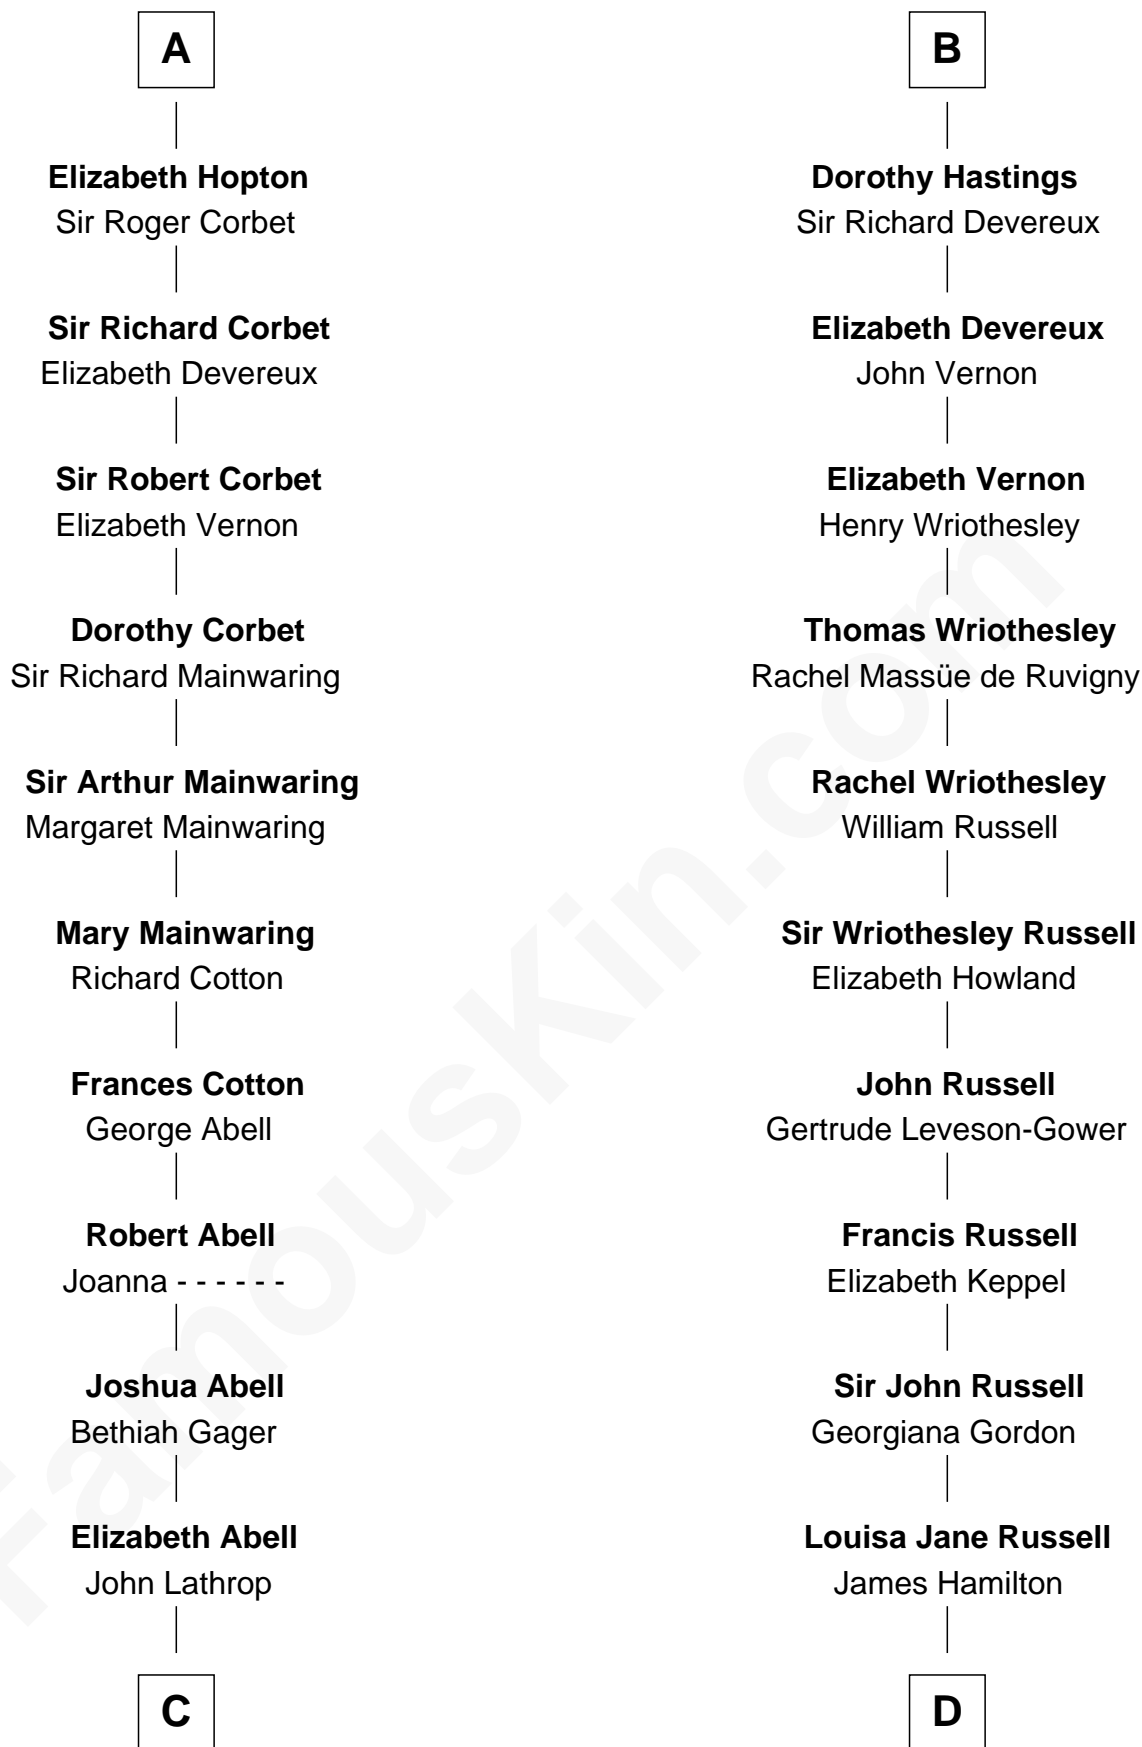 A
Elizabeth Hopton
Sir Roger Corbet
Sir Richard Corbet
Elizabeth Devereux
Sir Robert Corbet
Elizabeth Vernon
Dorothy Corbet
Sir Richard Mainwaring
Sir Arthur Mainwaring
Margaret Mainwaring
Mary Mainwaring
Richard Cotton
Frances Cotton
George Abell
Robert Abell
Joanna - - - - - -
Joshua Abell
Bethiah Gager
Elizabeth Abell
John Lathrop
C
B
Dorothy Hastings
Sir Richard Devereux
Elizabeth Devereux
John Vernon
Elizabeth Vernon
Henry Wriothesley
Thomas Wriothesley
Rachel Massüe de Ruvigny
Rachel Wriothesley
William Russell
Sir Wriothesley Russell
Elizabeth Howland
John Russell
Gertrude Leveson-Gower
Francis Russell
Elizabeth Keppel
Sir John Russell
Georgiana Gordon
Louisa Jane Russell
James Hamilton
D
FamousKin.com